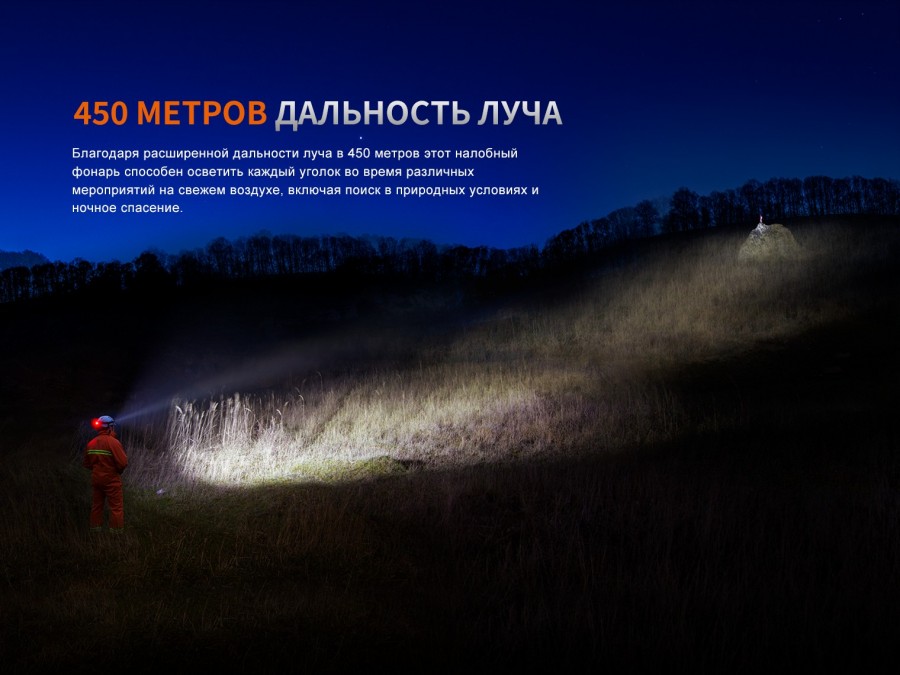 450 МЕТРОВ ДАЛЬНОСТЬ ЛУЧА
Благодаря расширенной дальности луча в 450 метров этот налобный
фонарь способен осветить каждый уголок во время различных
мероприятий на свежем воздухе, включая поиск в природных условиях и
ночное спасение.